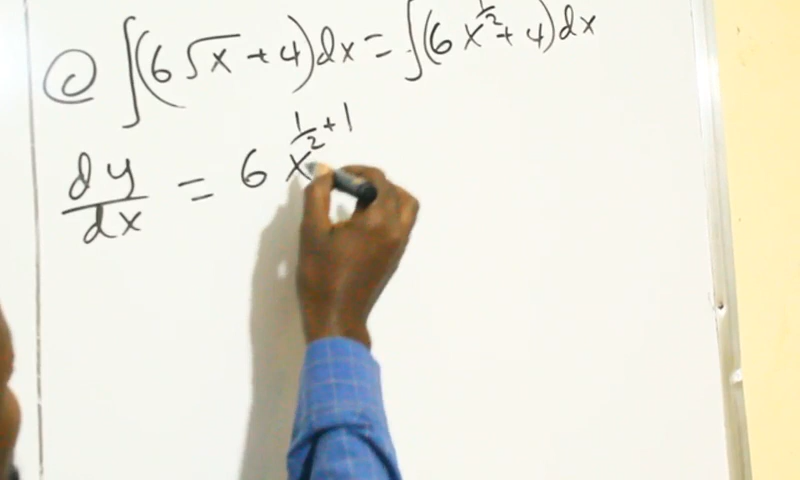 ⓒ ∫(6√x + 4)dx = ∫(6x^{1/2} + 4)dx
dy/dx = 6x^{1/2 + 1}